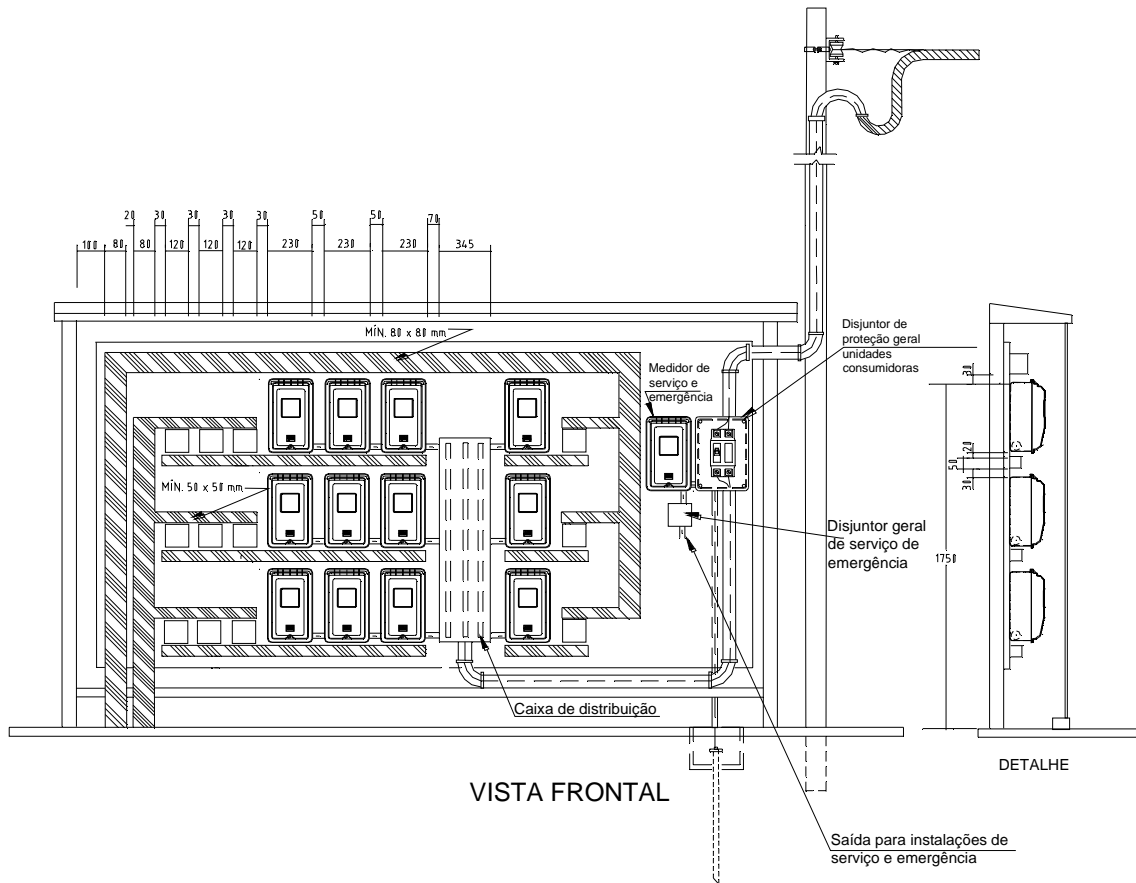 20
30
30
30
30
50
50
70
100
80
80
120
120
120
230
230
230
345
MÍN. 80 x 80 mm
Disjuntor de
proteção geral
unidades
consumidoras
Medidor de
serviço e
emergência
MÍN. 50 x 50 mm
Disjuntor geral
de serviço de
emergência
Caixa de distribuição
VISTA FRONTAL
Saída para instalações de
serviço e emergência
30
20
50
30
1750
DETALHE